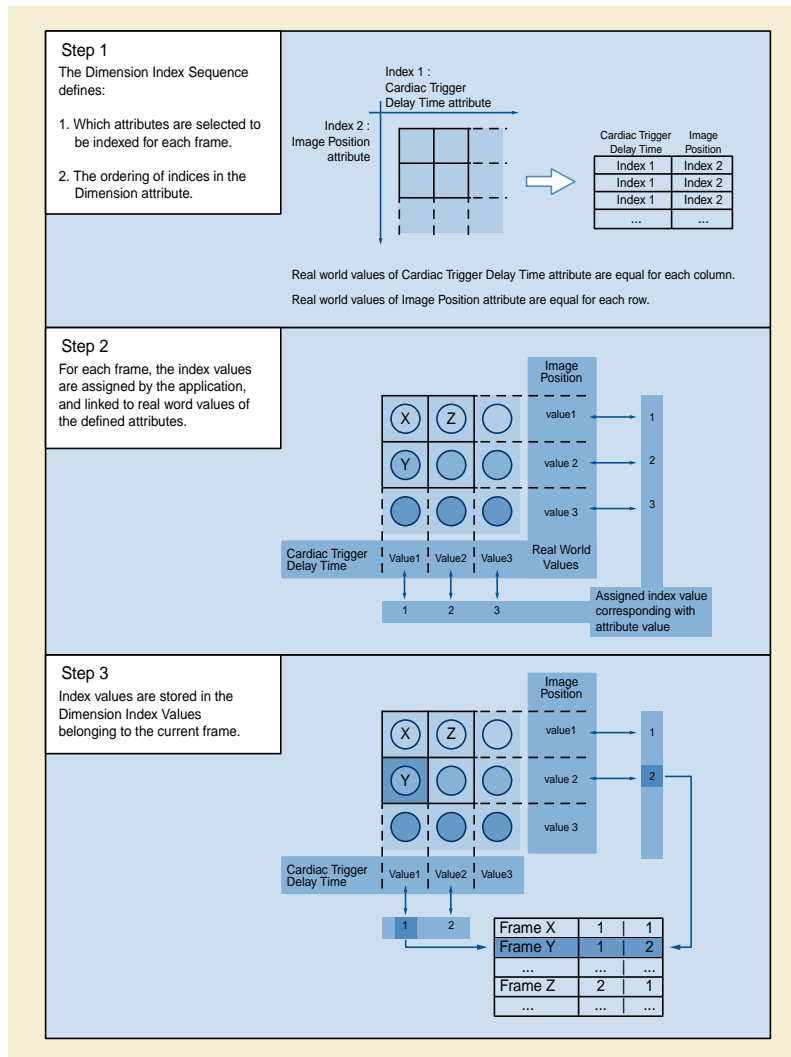 Step 1
The Dimension Index Sequence
defines:
1. Which attributes are selected to
be indexed for each frame.
2. The ordering of indices in the
Dimension attribute.
Index 1 :
Cardiac Trigger
Delay Time attribute
Index 2 :
Image Position
attribute
Cardiac Trigger
Delay Time
Image
Position
Index 1 Index 2
Index 1 Index 2
Index 1 Index 2
... ...
Real world values of Cardiac Trigger Delay Time attribute are equal for each column.
Real world values of Image Position attribute are equal for each row.
Step 2
For each frame, the index values
are assigned by the application,
and linked to real word values of
the defined attributes.
Image
Position
X Z value1 1
Y value 2 2
value 3 3
Cardiac Trigger
Delay Time
Value1 Value2 Value3
Real World
Values
1 2 3
Assigned index value
corresponding with
attribute value
Step 3
Index values are stored in the
Dimension Index Values
belonging to the current frame.
Image
Position
X Z value1 1
Y value 2 2
value 3
Cardiac Trigger
Delay Time
Value1 Value2 Value3
1 2
Frame X 1 | 1
Frame Y 1 | 2
... ... | ...
Frame Z 2 | 1
... ... | ...